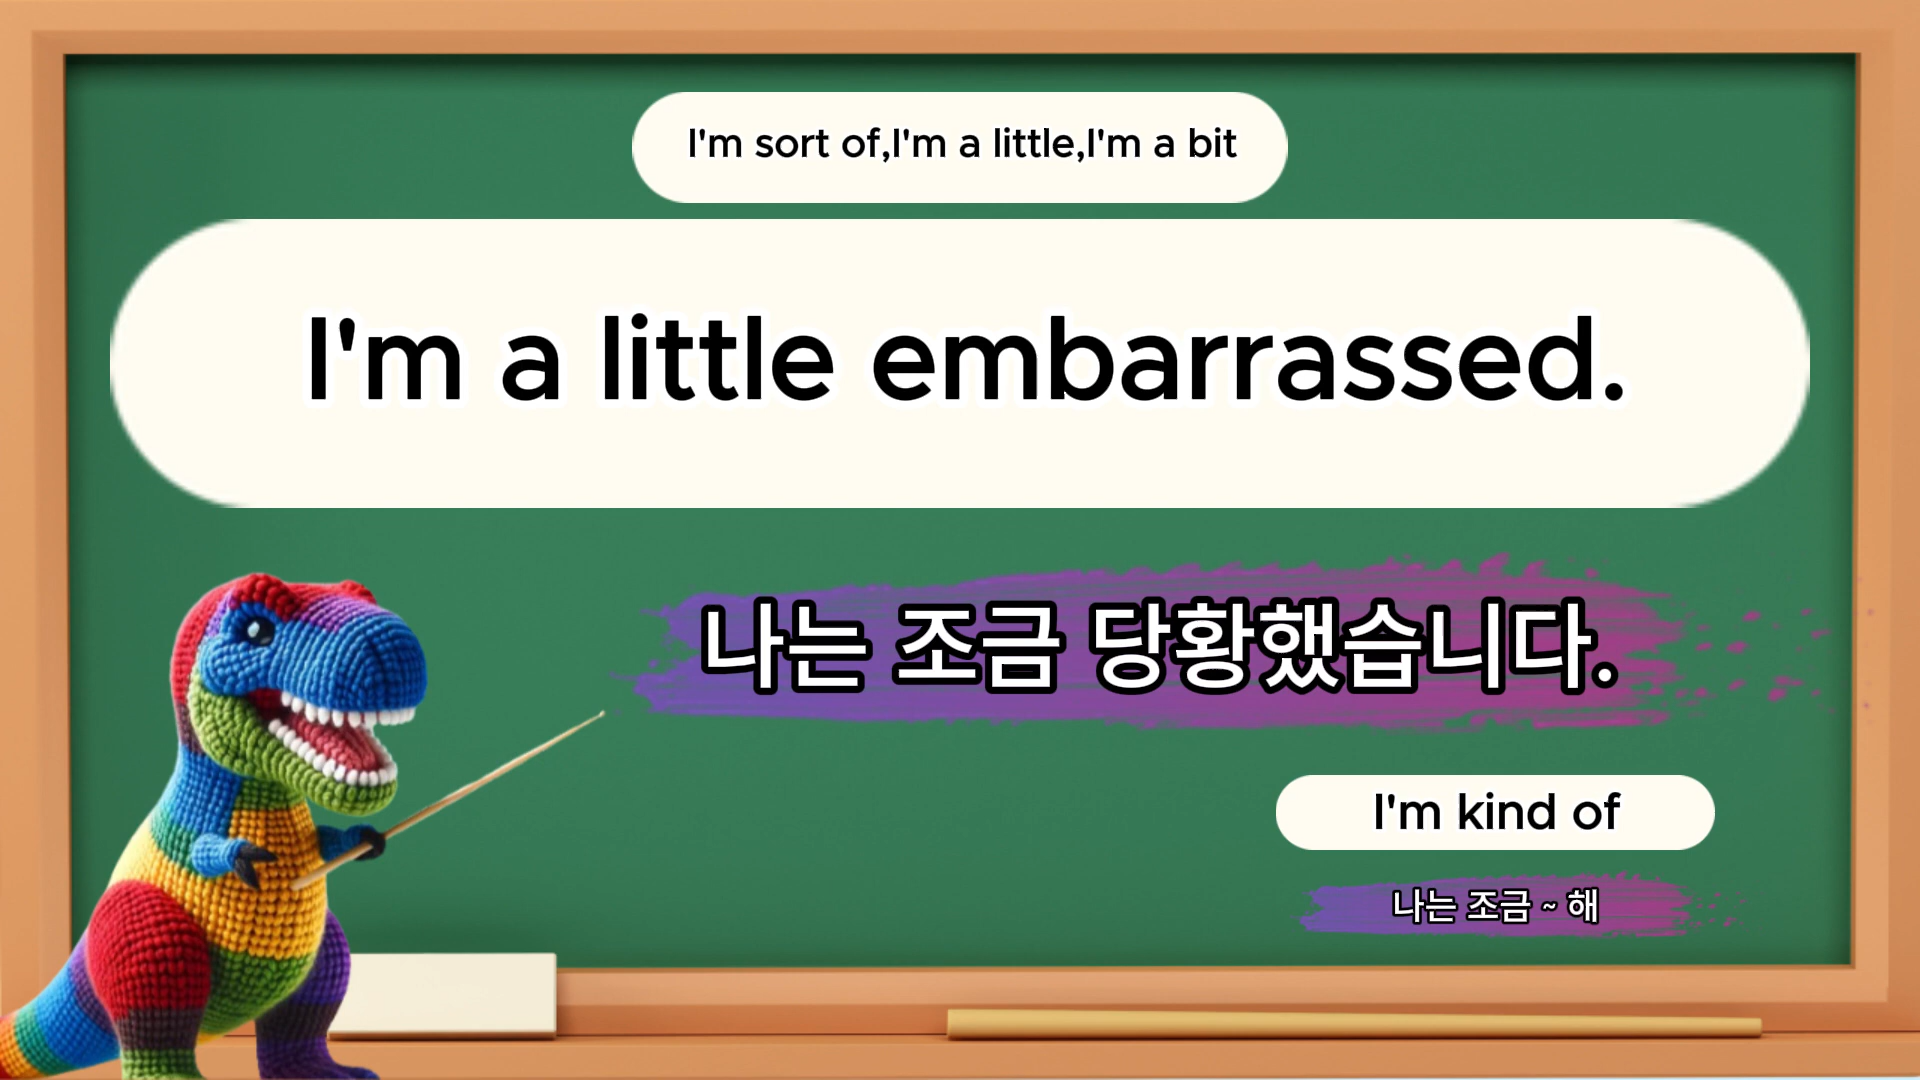 I'm sort of,I'm a little,I'm a bit
I'm a little embarrassed.
나는 조금 당황했습니다.
I'm kind of
나는 조금 ~ 해